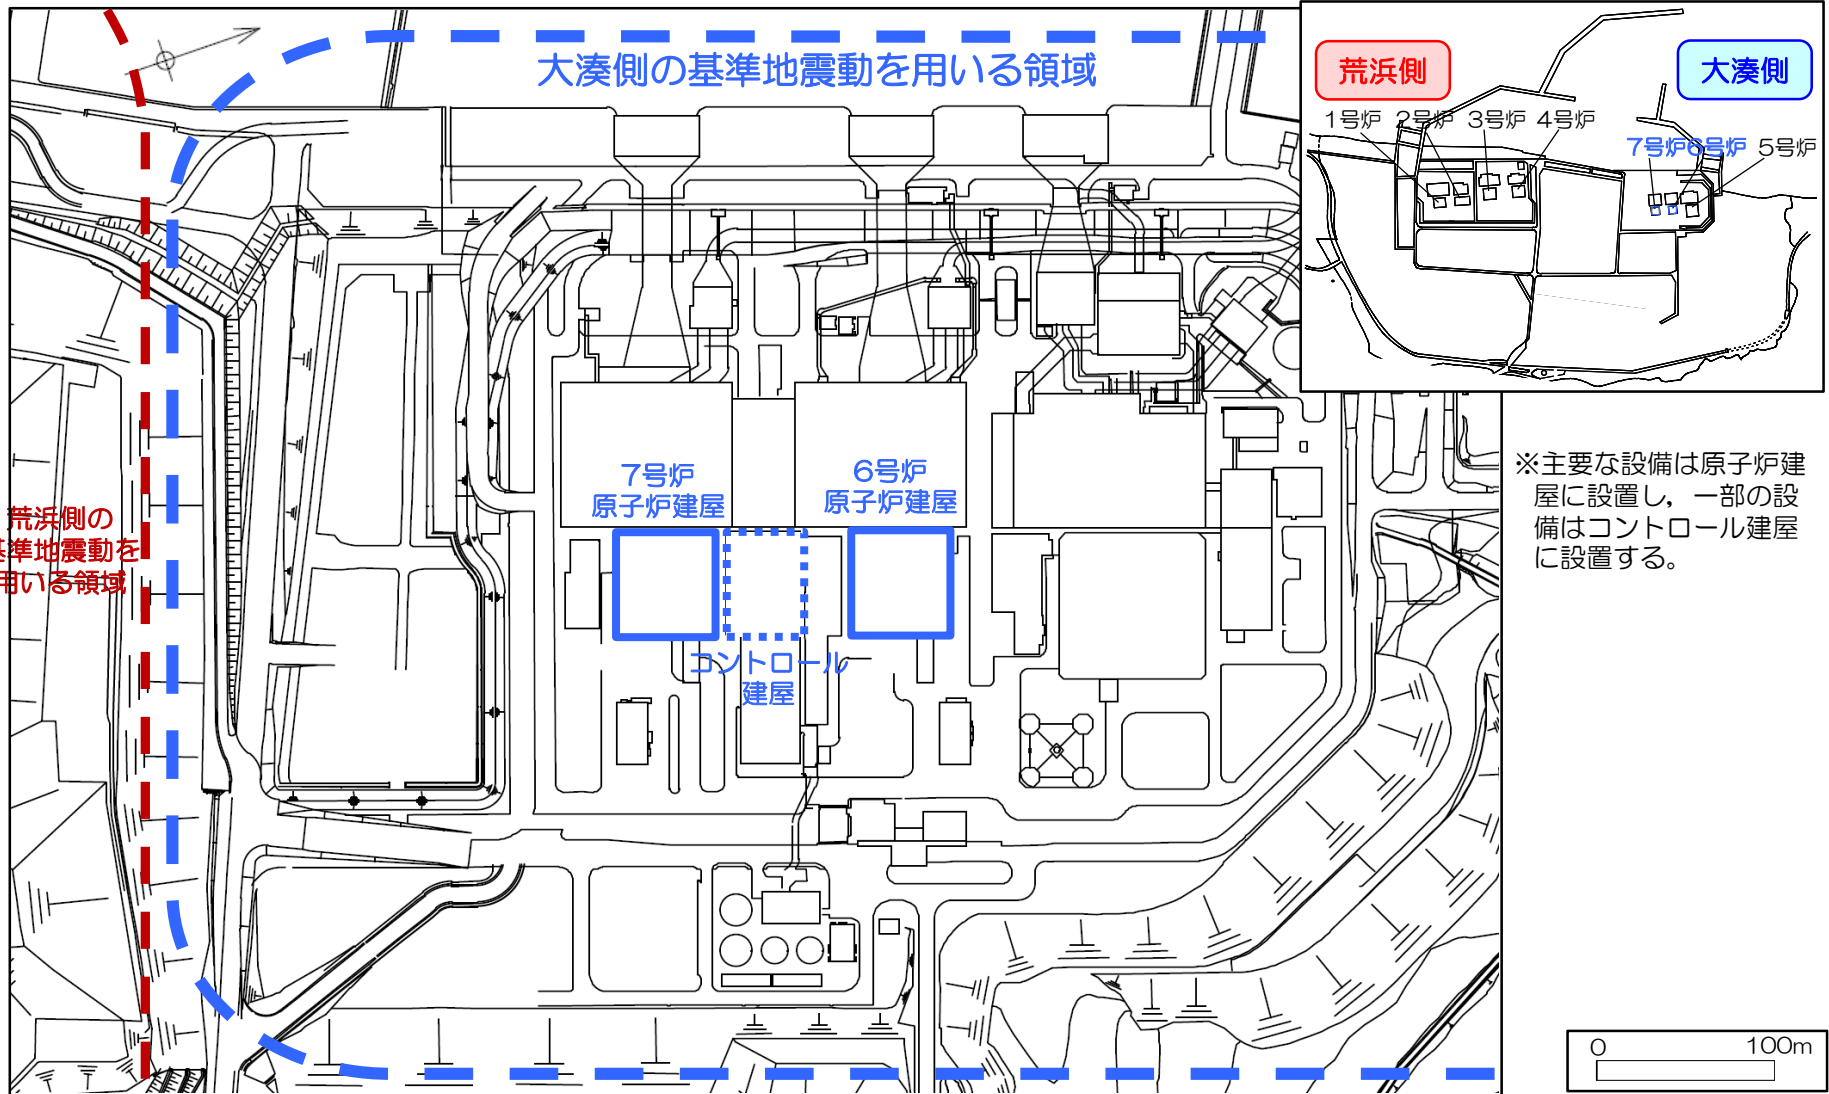 大湊側の基準地震動を用いる領域
荒浜側
大湊側
1号炉 2号炉 3号炉 4号炉
7号炉6号炉 5号炉
7号炉
原子炉建屋
6号炉
原子炉建屋
コントロール
建屋
荒浜側の
基準地震動を
用いる領域
※主要な設備は原子炉建
屋に設置し，一部の設
備はコントロール建屋
に設置する。
0 100m